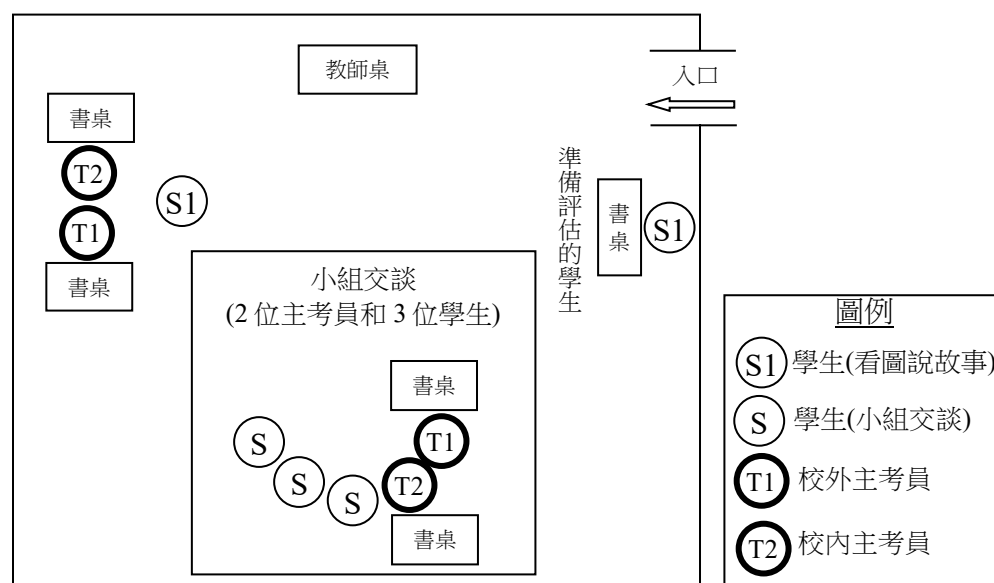 教師桌
入口
書桌
T2
S1
T1
書桌
準備評估的學生
書桌
S1
小組交談
(2 位主考員和 3 位學生)
書桌
S
T1
S
S
T2
書桌
圖例
S1 學生(看圖說故事)
S 學生(小組交談)
T1 校外主考員
T2 校內主考員